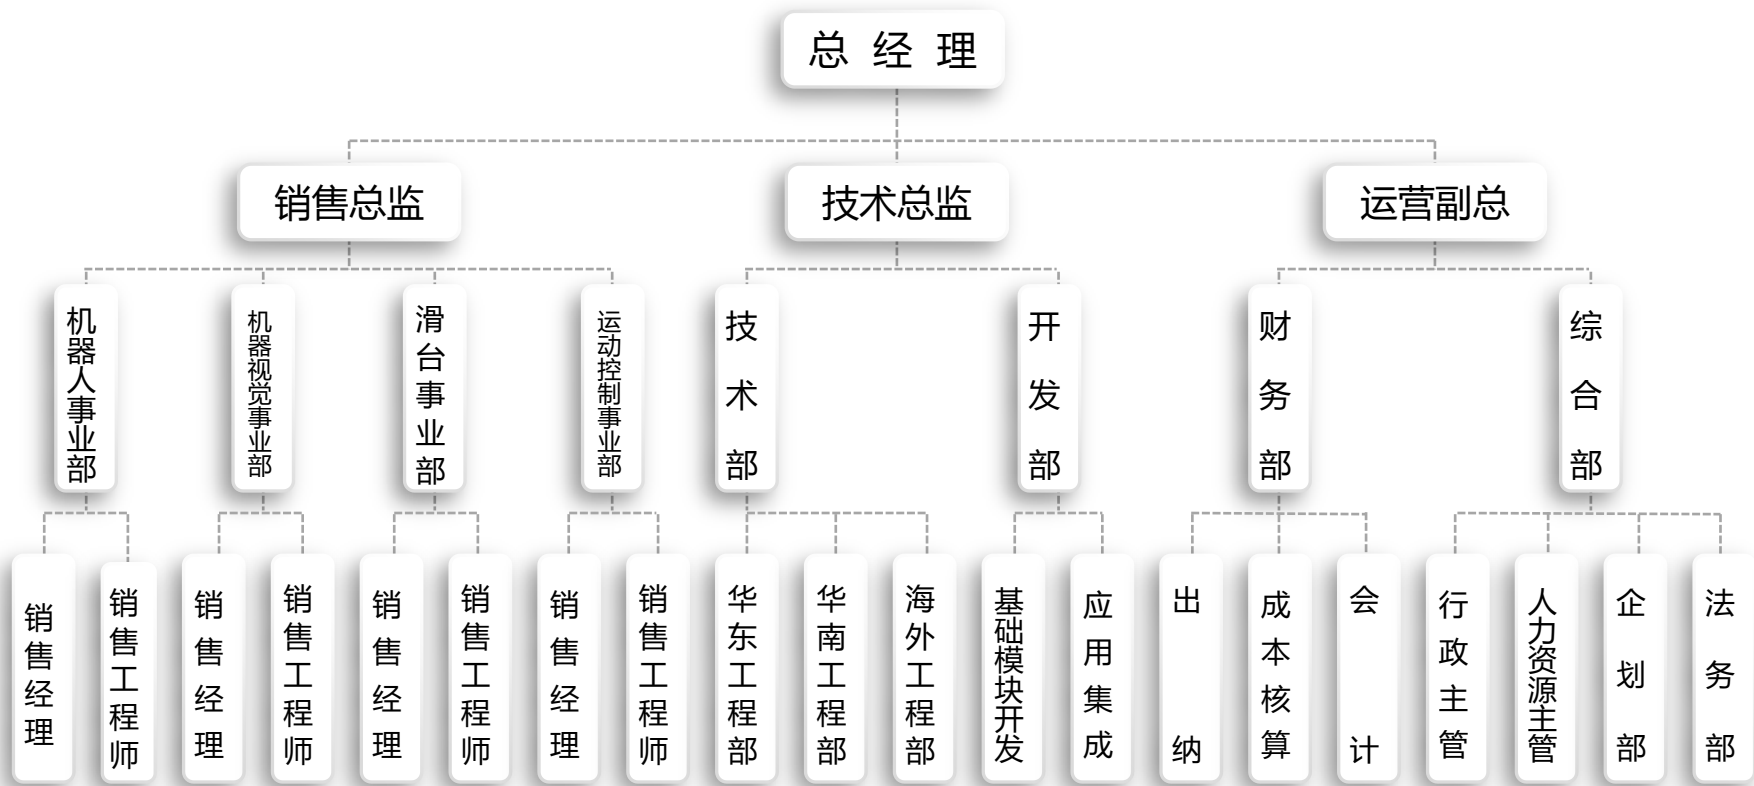 总 经 理
销售总监
技术总监
运营副总
机器人事业部
机器视觉事业部
滑台事业部
运动控制事业部
技术部
开发部
财务部
综合部
销售经理
销售工程师
销售经理
销售工程师
销售经理
销售工程师
销售经理
销售工程师
华东工程部
华南工程部
海外工程部
基础模块开发
应用集成
出纳
成本核算
会计
行政主管
人力资源主管
企划部
法务部